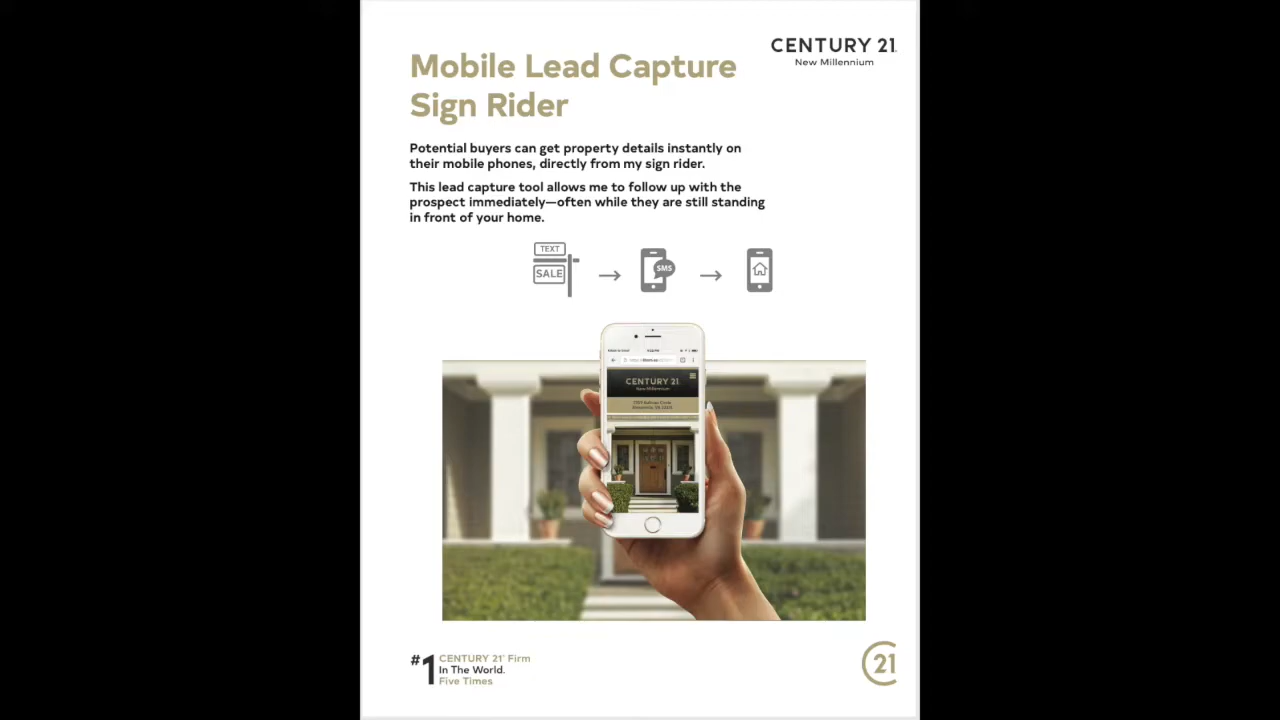 Mobile Lead Capture
Sign Rider
CENTURY 21
New Millennium
Potential buyers can get property details instantly on
their mobile phones, directly from my sign rider.
This lead capture tool allows me to follow up with the
prospect immediately—often while they are still standing
in front of your home.
TEXT
SALE
SMS
CENTURY 21
New Millennium
#1
CENTURY 21® Firm
In The World.
Five Times
21